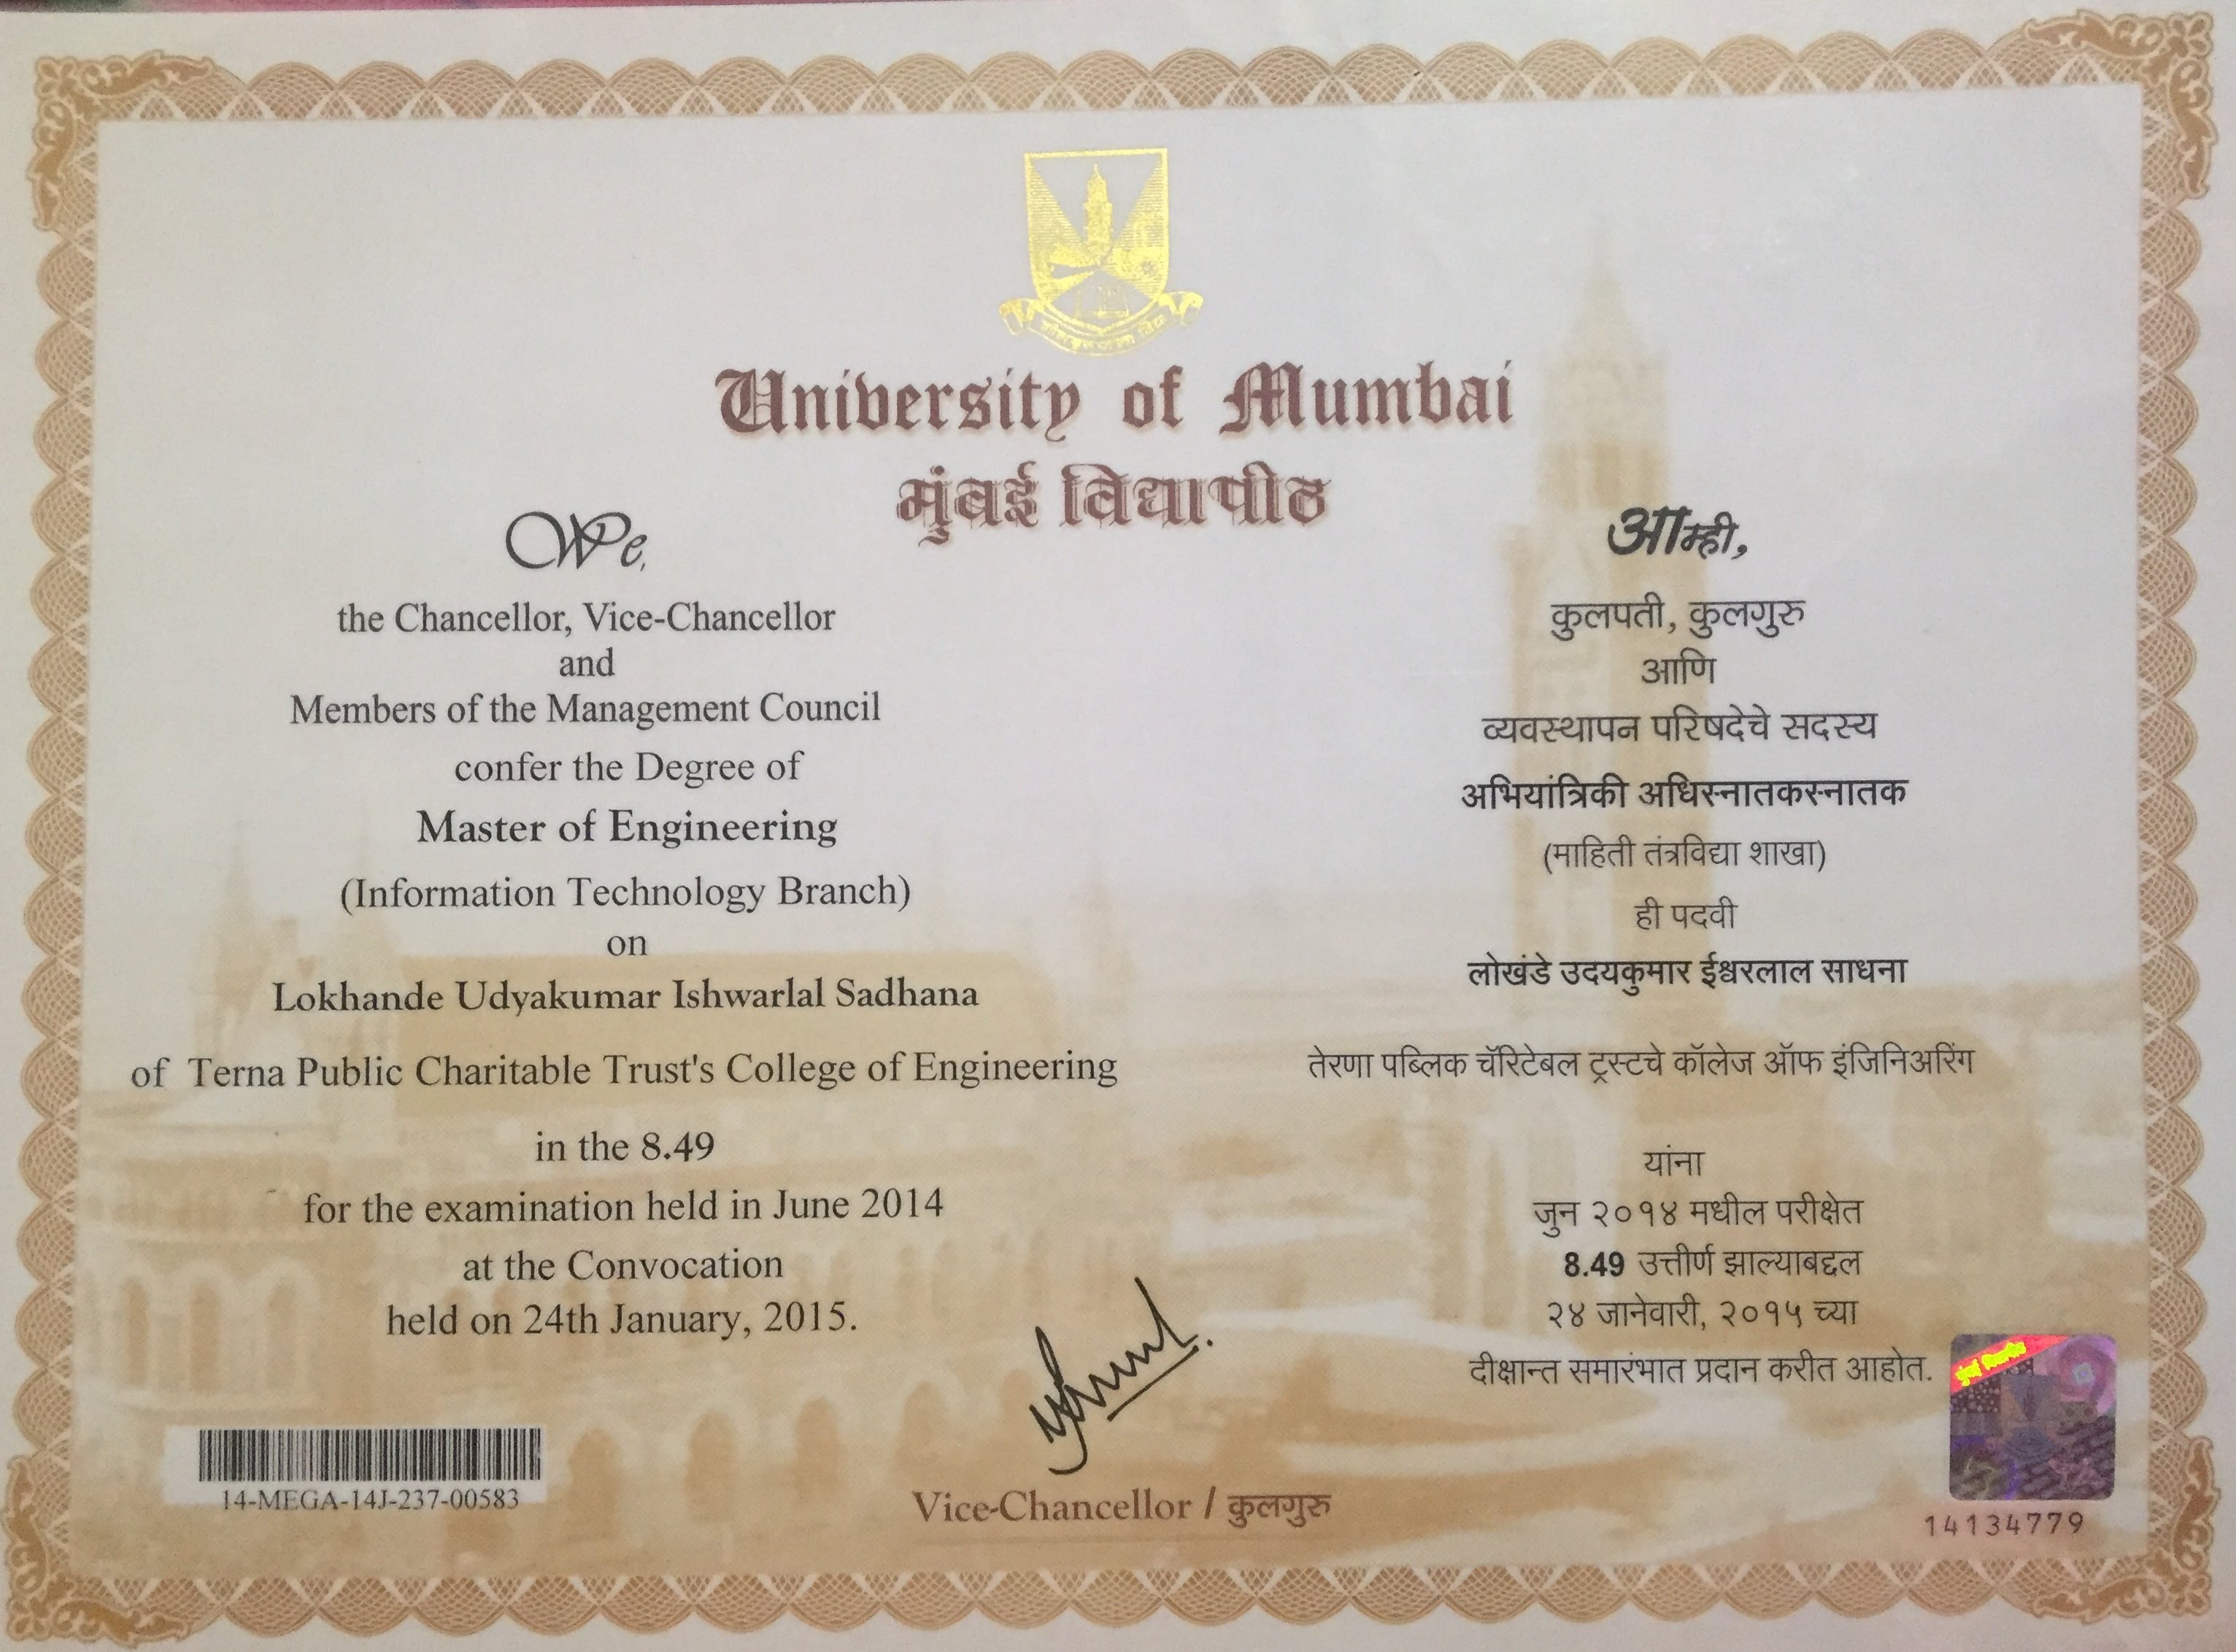 University of Mumbai
मुंबई विद्यापीठ
We,
the Chancellor, Vice-Chancellor
and
Members of the Management Council
confer the Degree of
Master of Engineering
(Information Technology Branch)
on
Lokhande Udyakumar Ishwarlal Sadhana
of Terna Public Charitable Trust's College of Engineering
in the 8.49
for the examination held in June 2014
at the Convocation
held on 24th January, 2015.
14-MEGA-14J-237-00583
आम्ही,
कुलपती, कुलगुरु
आणि
व्यवस्थापन परिषदेचे सदस्य
अभियांत्रिकी अधिस्नातकस्नातक
(माहिती तंत्रविद्या शाखा)
ही पदवी
लोखंडे उदयकुमार ईश्वरलाल साधना
तेरणा पब्लिक चॅरिटेबल ट्रस्टचे कॉलेज ऑफ इंजिनिअरिंग
यांना
जुन २०१४ मधील परीक्षेत
8.49 उत्तीर्ण झाल्याबद्दल
२४ जानेवारी, २०१५ च्या
दीक्षान्त समारंभात प्रदान करीत आहोत.
Vice-Chancellor / कुलगुरु
14134779